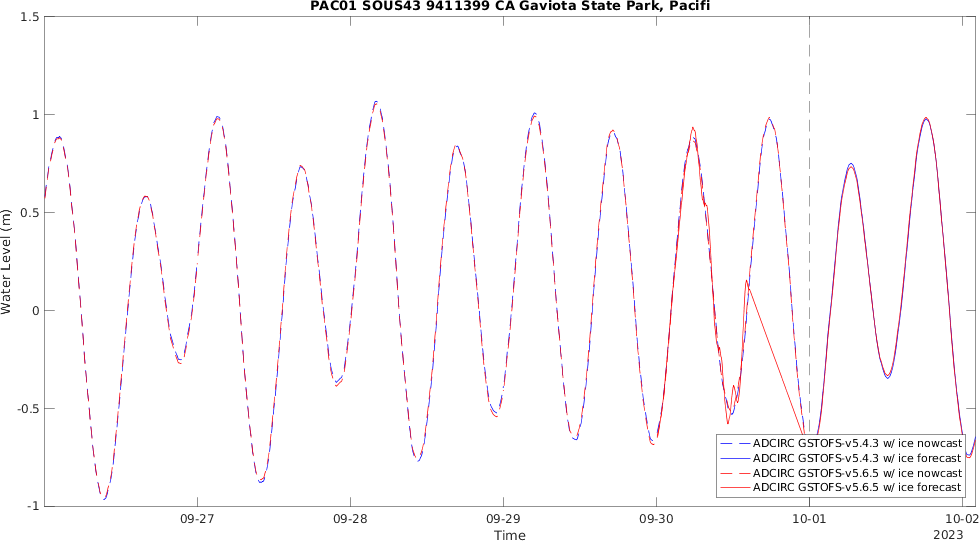 PAC01 SOUS43 9411399 CA Gaviota State Park, Pacifi
1.5
1
0.5
0
-0.5
-1
Water Level (m)
ADCIRC GSTOFS-v5.4.3 w/ ice nowcast
ADCIRC GSTOFS-v5.4.3 w/ ice forecast
ADCIRC GSTOFS-v5.6.5 w/ ice nowcast
ADCIRC GSTOFS-v5.6.5 w/ ice forecast
09-27 09-28 09-29 09-30 10-01 10-02
Time
2023